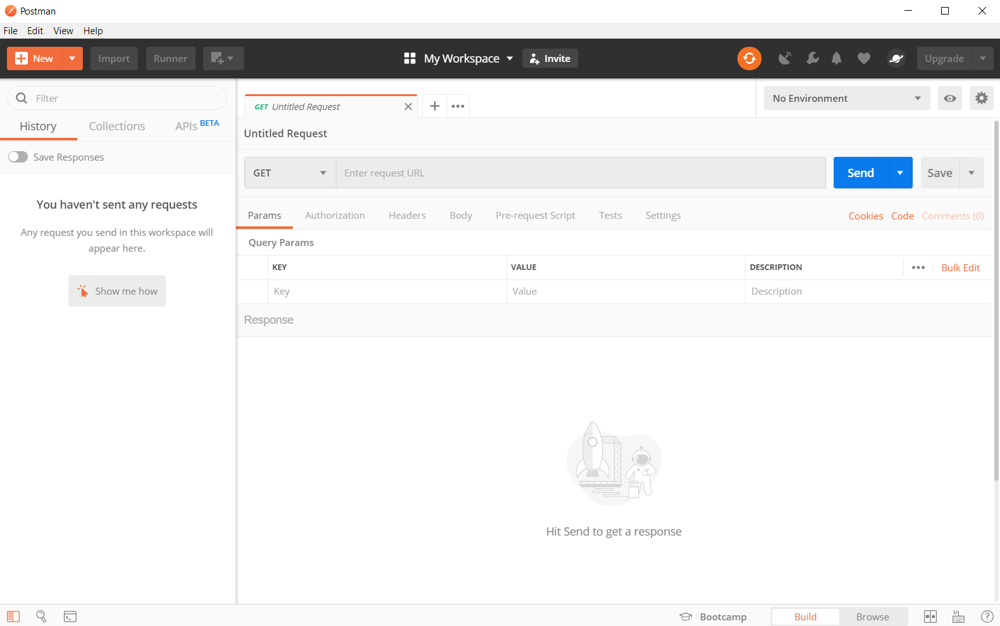 Postman
File Edit View Help
New Import Runner My Workspace Invite Upgrade
Filter
History Collections APIs BETA
Save Responses
You haven't sent any requests
Any request you send in this workspace will
appear here.
Show me how
GET Untitled Request
No Environment
Untitled Request
GET Enter request URL Send Save
Params Authorization Headers Body Pre-request Script Tests Settings Cookies Code Comments (0)
Query Params
KEY VALUE DESCRIPTION Bulk Edit
Key Value Description
Response
Hit Send to get a response
Bootcamp Build Browse